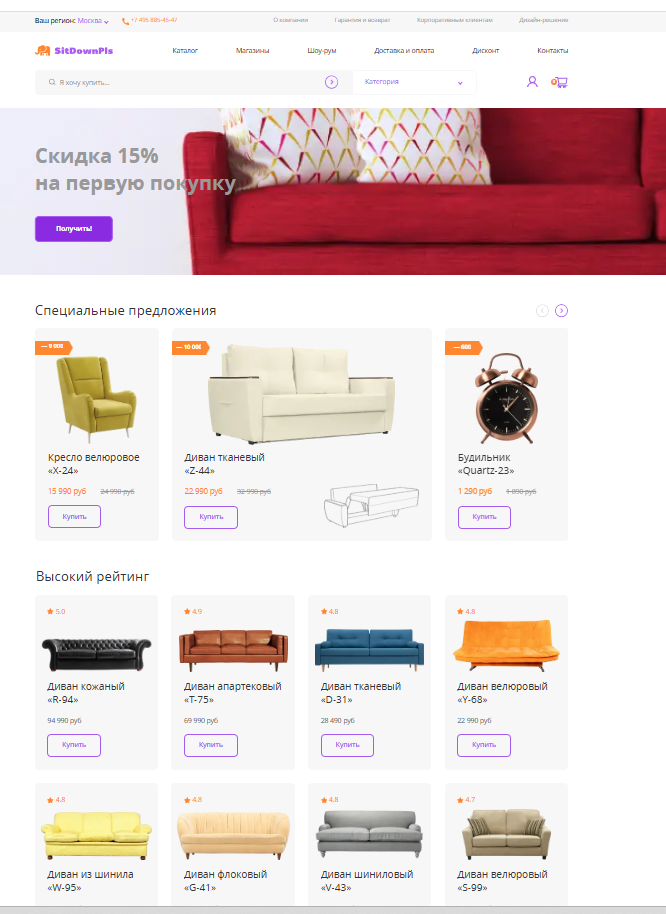 Ваш регион: Москва +7 495 885-45-47 О компании Гарантия и возврат Корпоративным клиентам Дизайн-решения
SitDownPls Каталог Магазины Шоу-рум Доставка и оплата Дисконт Контакты
Я хочу купить... Категория
Скидка 15%
на первую покупку
Получить!
Специальные предложения
— 9 000 — 10 000 — 600
Кресло велюровое Диван тканевый Будильник
«X-24» «Z-44» «Quartz-23»
15 990 руб 24 990 руб 22 990 руб 32 990 руб 1 290 руб 1 890 руб
Купить Купить Купить
Высокий рейтинг
5.0 4.9 4.8 4.8
Диван кожаный Диван апартековый Диван тканевый Диван велюровый
«R-94» «T-75» «D-31» «Y-68»
94 990 руб 69 990 руб 28 490 руб 22 990 руб
Купить Купить Купить Купить
4.8 4.8 4.8 4.7
Диван из шинила Диван флоковый Диван шиниловый Диван велюровый
«W-95» «G-41» «V-43» «S-99»